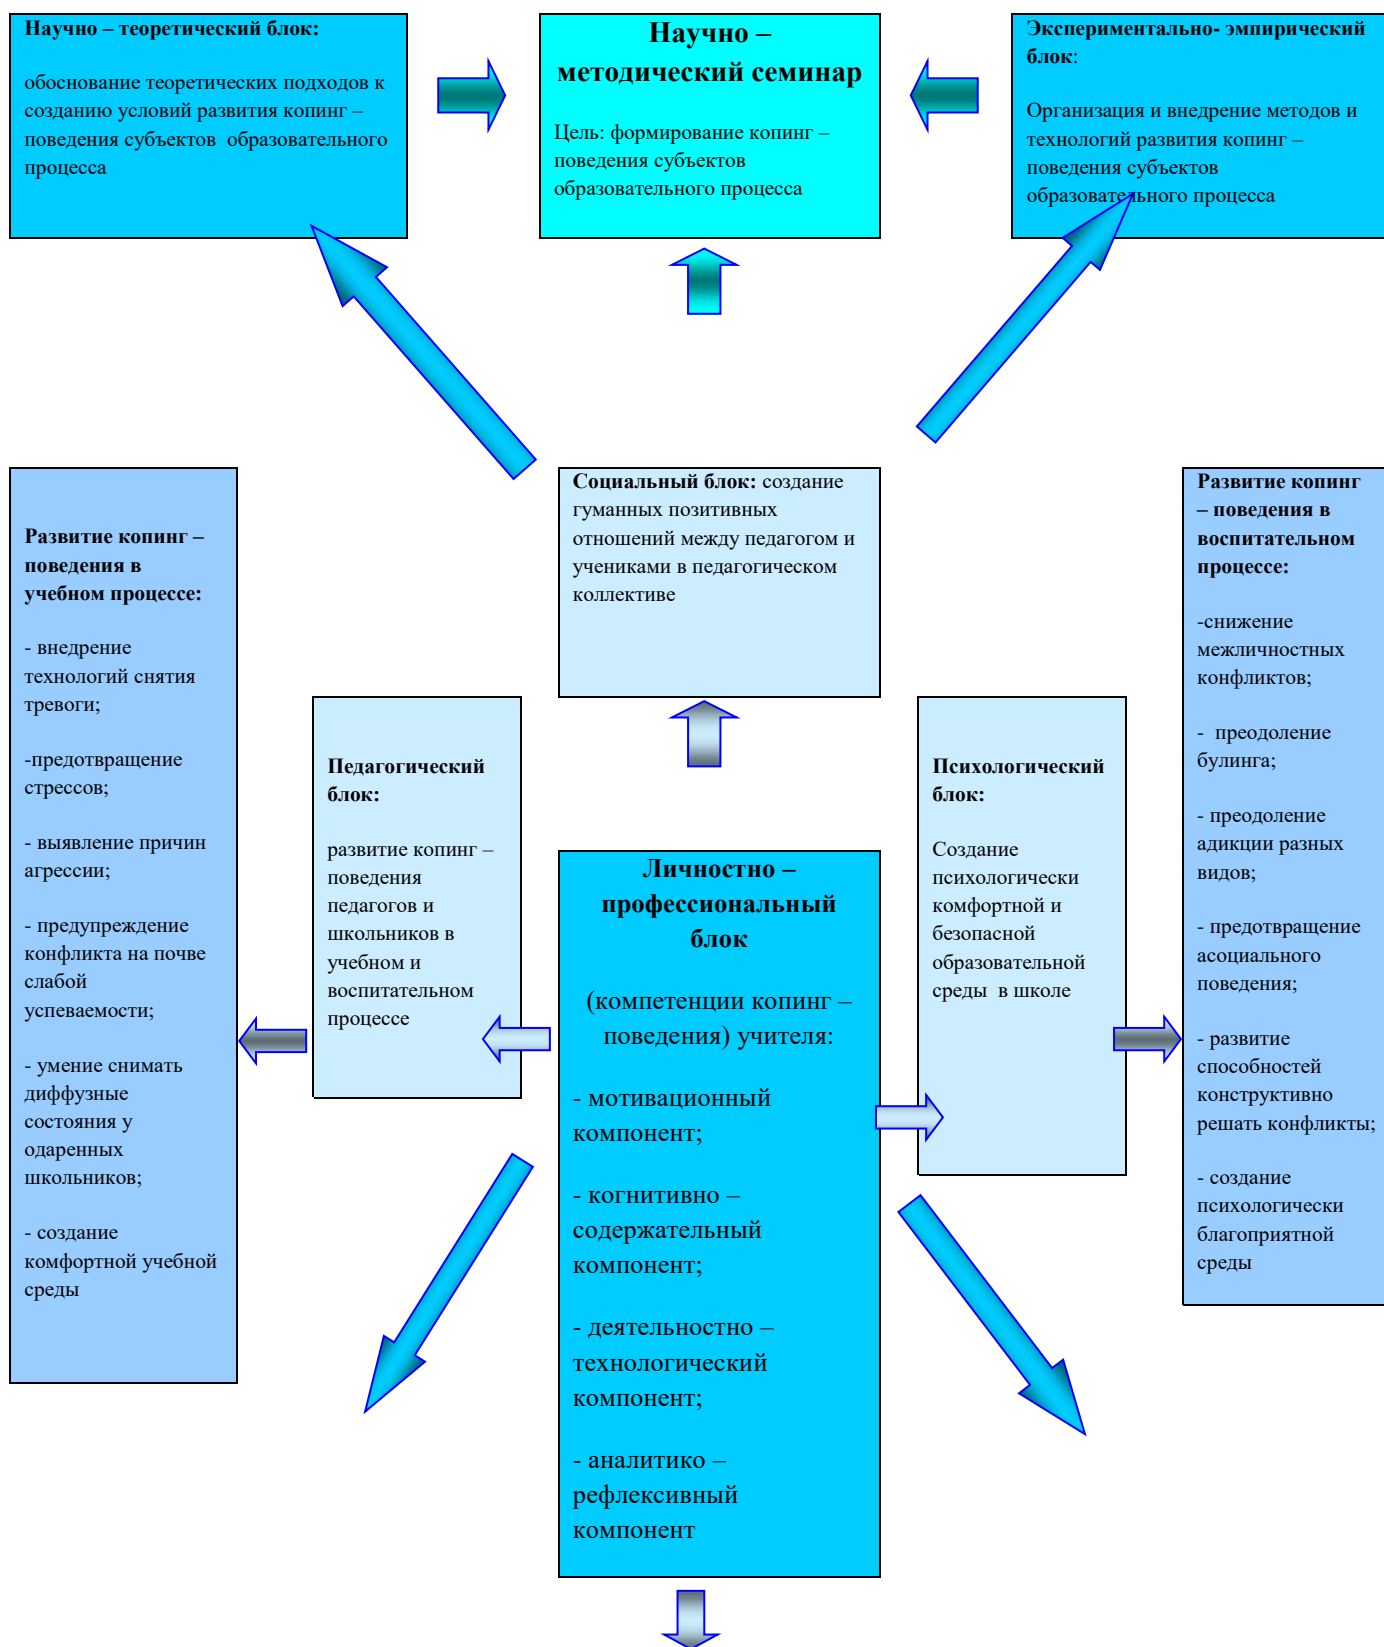 Научно – теоретический блок:
обоснование теоретических подходов к
созданию условий развития копинг –
поведения субъектов образовательного
процесса
Научно –
методический семинар
Цель: формирование копинг –
поведения субъектов
образовательного процесса
Экспериментально- эмпирический
блок:
Организация и внедрение методов и
технологий развития копинг –
поведения субъектов
образовательного процесса
Развитие копинг –
поведения в
учебном процессе:
- внедрение
технологий снятия
тревоги;
-предотвращение
стрессов;
- выявление причин
агрессии;
- предупреждение
конфликта на почве
слабой
успеваемости;
- умение снимать
диффузные
состояния у
одаренных
школьников;
- создание
комфортной учебной
среды
Педагогический
блок:
развитие копинг –
поведения
педагогов и
школьников в
учебном и
воспитательном
процессе
Социальный блок: создание
гуманных позитивных
отношений между педагогом и
учениками в педагогическом
коллективе
Личностно –
профессиональный
блок
(компетенции копинг –
поведения) учителя:
- мотивационный
компонент;
- когнитивно –
содержательный
компонент;
- деятельностно –
технологический
компонент;
- аналитико –
рефлексивный
компонент
Психологический
блок:
Создание
психологически
комфортной и
безопасной
образовательной
среды в школе
Развитие копинг
– поведения в
воспитательном
процессе:
-снижение
межличностных
конфликтов;
- преодоление
булинга;
- преодоление
адикции разных
видов;
- предотвращение
асоциального
поведения;
- развитие
способностей
конструктивно
решать конфликты;
- создание
психологически
благоприятной
среды